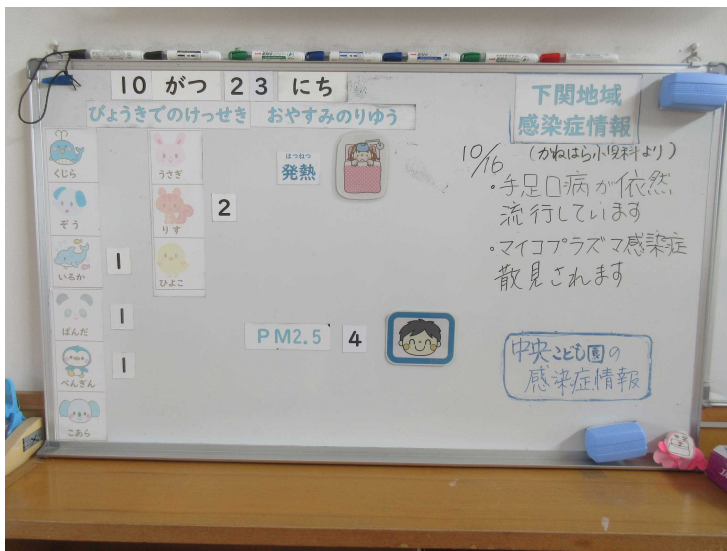 10 がつ 23 にち
びょうきでのけっせき おやすみのりゆう
くじら
ぞう
いるか 1
ぱんだ 1
ぺんぎん 1
こあら
うさぎ
りす 2
ひよこ
はつねつ
発熱
PM2.5 4
下関地域
感染症情報
10/16 (かねはら小児科より)
・手足口病が依然
流行しています
・マイコプラズマ感染症
散見されます
中央こども園の
感染症情報